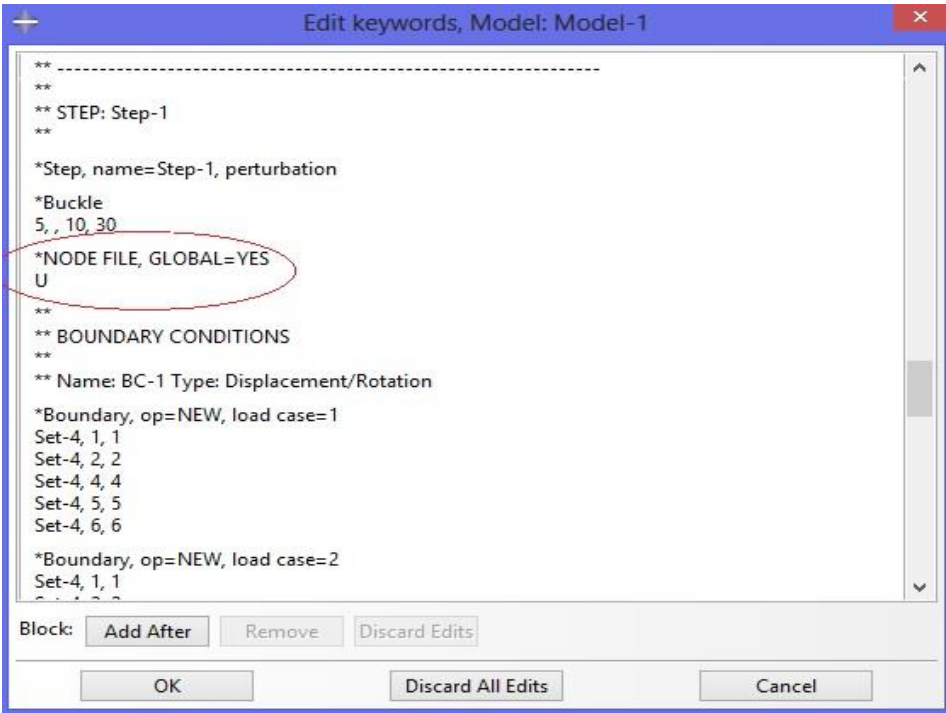 Edit keywords, Model: Model-1
** ----------------------------------------------------------------
**
** STEP: Step-1
**
*Step, name=Step-1, perturbation
*Buckle
5, , 10, 30
*NODE FILE, GLOBAL=YES
U
**
** BOUNDARY CONDITIONS
**
** Name: BC-1 Type: Displacement/Rotation
*Boundary, op=NEW, load case=1
Set-4, 1, 1
Set-4, 2, 2
Set-4, 4, 4
Set-4, 5, 5
Set-4, 6, 6
*Boundary, op=NEW, load case=2
Set-4, 1, 1
Block: Add After Remove Discard Edits
OK Discard All Edits Cancel